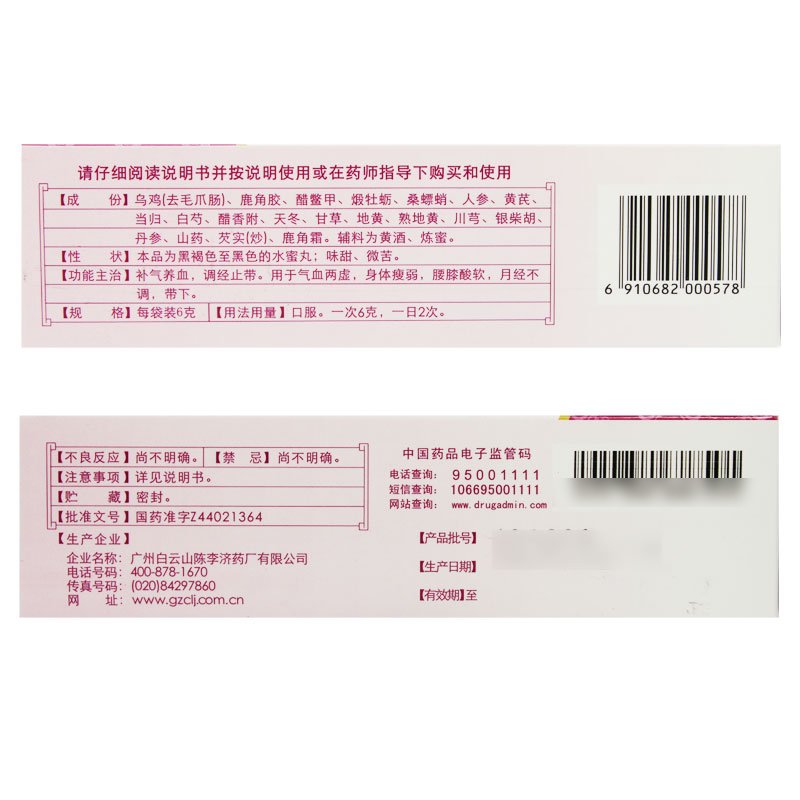 请仔细阅读说明书并按说明使用或在药师指导下购买和使用
【成 份】乌鸡(去毛爪肠)、鹿角胶、醋鳖甲、煅牡蛎、桑螵蛸、人参、黄芪、
当归、白芍、醋香附、天冬、甘草、地黄、熟地黄、川芎、银柴胡、
丹参、山药、芡实(炒)、鹿角霜。辅料为黄酒、炼蜜。
【性 状】本品为黑褐色至黑色的水蜜丸；味甜、微苦。
【功能主治】补气养血，调经止带。用于气血两虚，身体瘦弱，腰膝酸软，月经不
调，带下。
【规 格】每袋装6克 【用法用量】口服。一次6克，一日2次。
6 910682 000578
【不良反应】尚不明确。 【禁 忌】尚不明确。
【注意事项】详见说明书。
【贮 藏】密封。
【批准文号】国药准字Z44021364
【生产企业】
企业名称：广州白云山陈李济药厂有限公司
电话号码：400-878-1670
传真号码：(020)84297860
网 址：www.gzclj.com.cn
中国药品电子监管码
电话查询：95001111
短信查询：106695001111
网站查询：www.drugadmin.com
【产品批号】
【生产日期】
【有效期】至